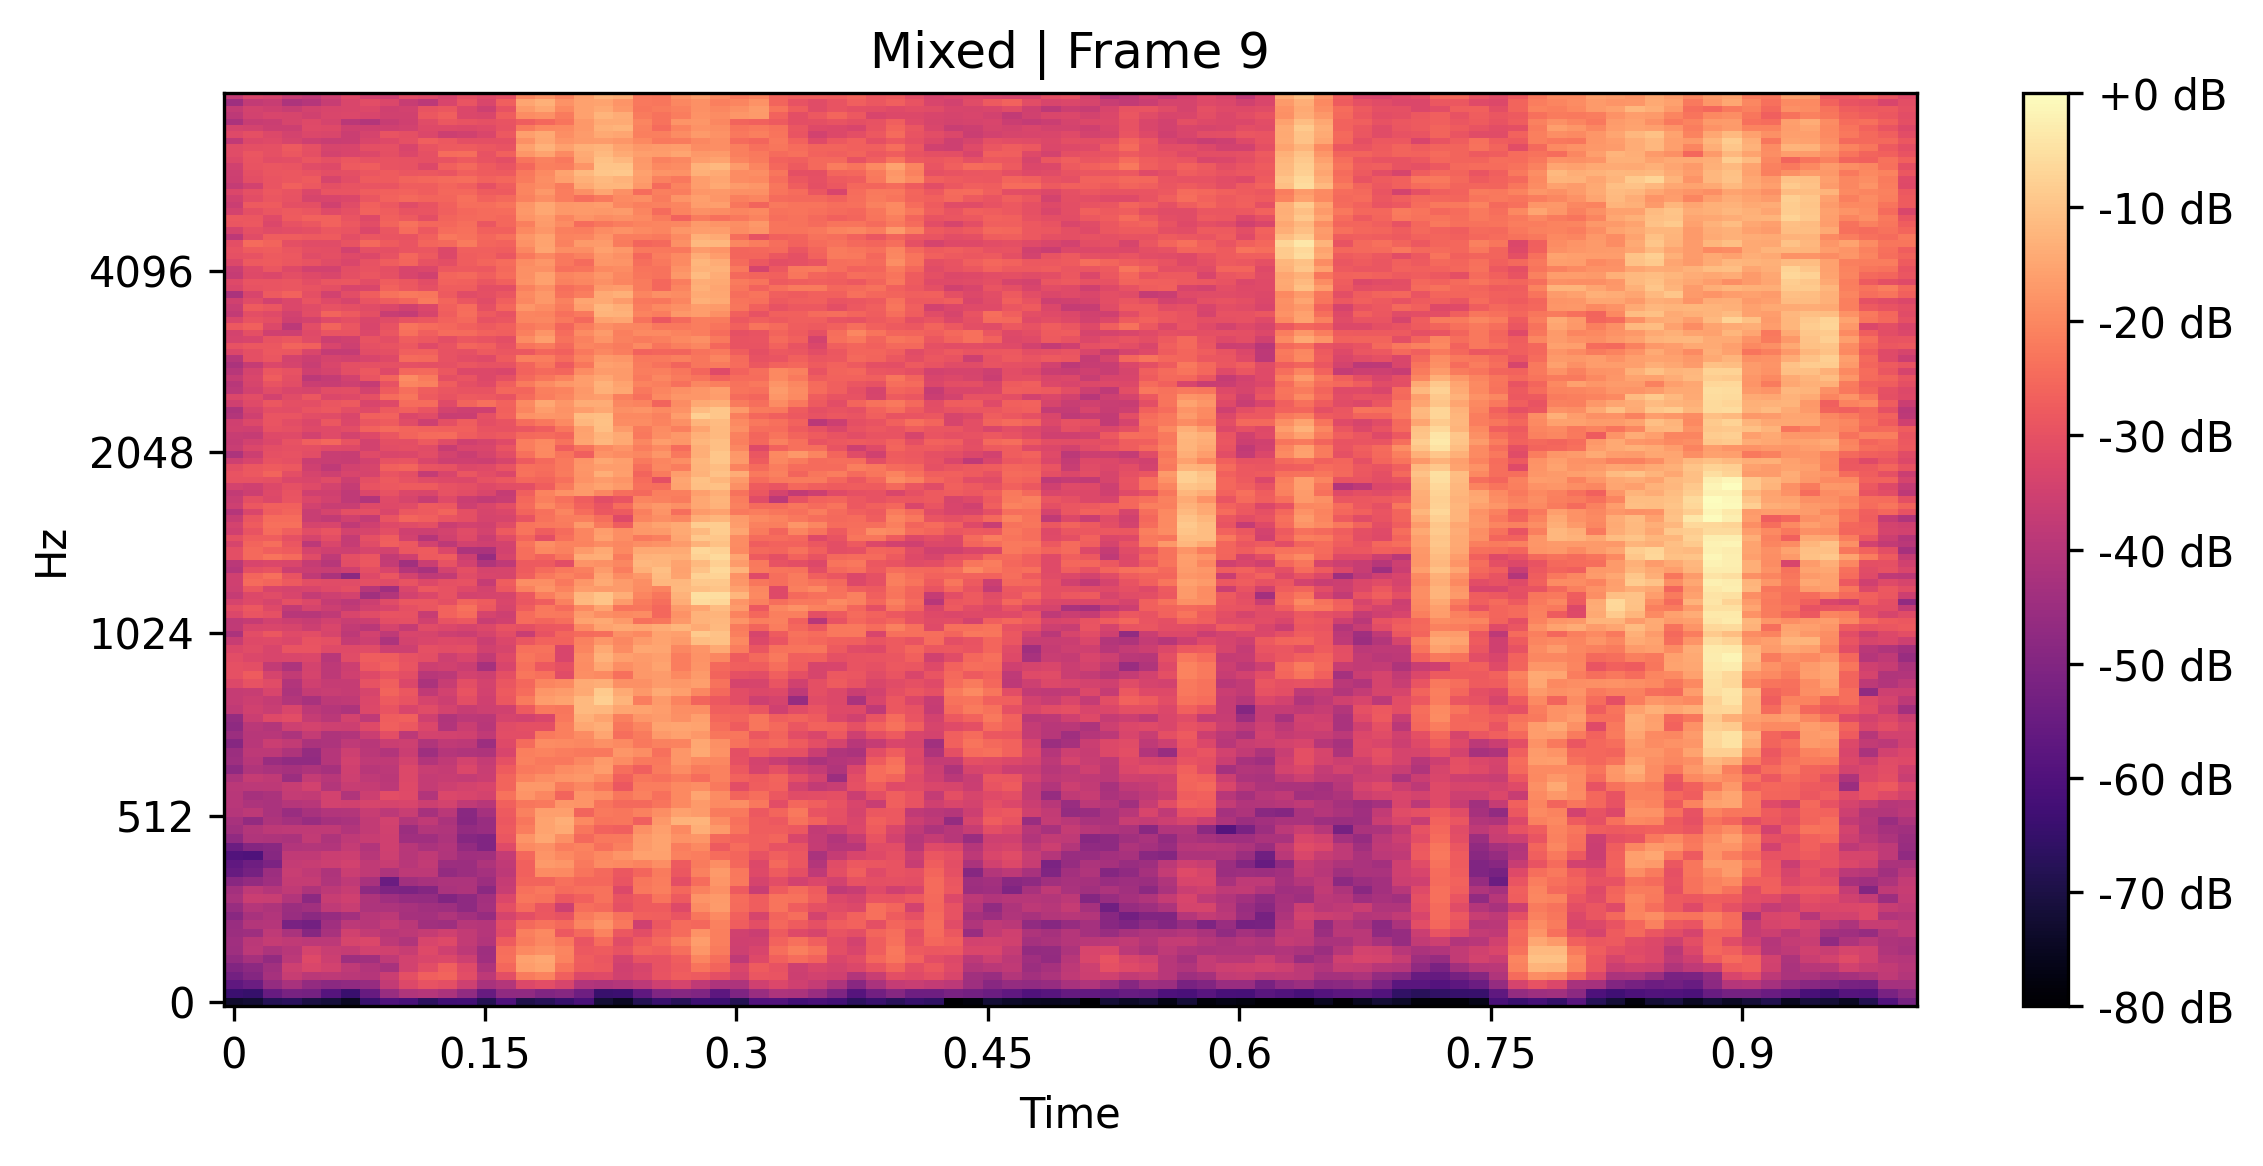 Mixed | Frame 9
+0 dB
-10 dB
-20 dB
-30 dB
-40 dB
-50 dB
-60 dB
-70 dB
-80 dB
Hz
4096
2048
1024
512
0
0 0.15 0.3 0.45 0.6 0.75 0.9
Time